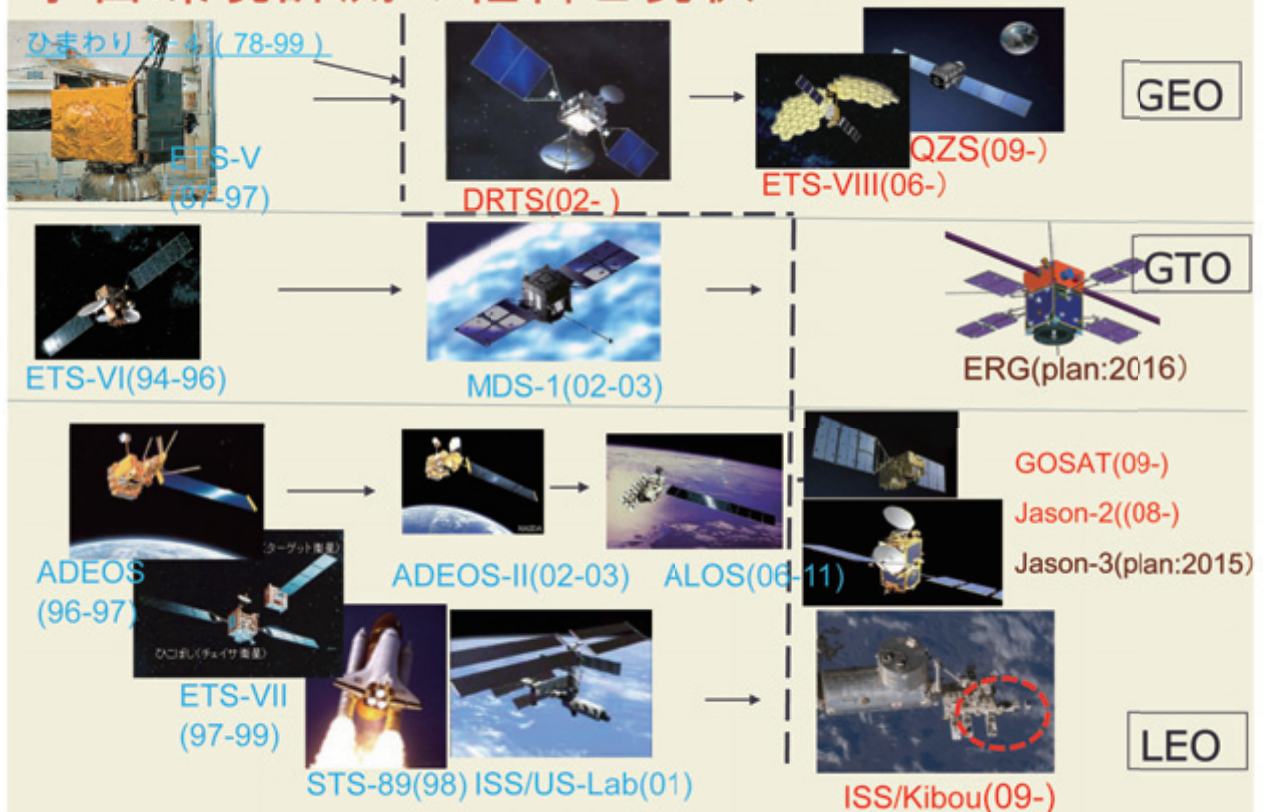 ひまわり1-4 ( 78-99 )
ETS-V
(87-97)
DRTS(02- )
ETS-VIII(06-)
QZS(09-)
GEO
ETS-VI(94-96)
MDS-1(02-03)
ERG(plan:2016)
GTO
ADEOS
(96-97)
ADEOS-II(02-03)
ALOS(06-11)
GOSAT(09-)
Jason-2((08-)
Jason-3(plan:2015)
(ターゲット衛星)
ひこぼし(チェイサ衛星)
ETS-VII
(97-99)
STS-89(98)
ISS/US-Lab(01)
ISS/Kibou(09-)
LEO